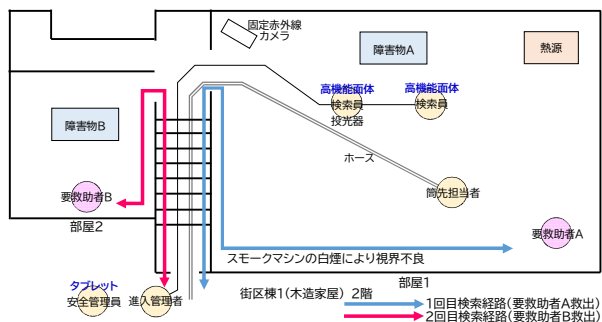 固定赤外線
カメラ
障害物A
熱源
高機能面体
検索員
投光器
高機能面体
検索員
障害物B
ホース
筒先担当者
要救助者B
部屋2
要救助者A
スモークマシンの白煙により視界不良
部屋1
タブレット
安全管理員
進入管理者
街区棟1(木造家屋) 2階
1回目検索経路(要救助者A救出)
2回目検索経路(要救助者B救出)